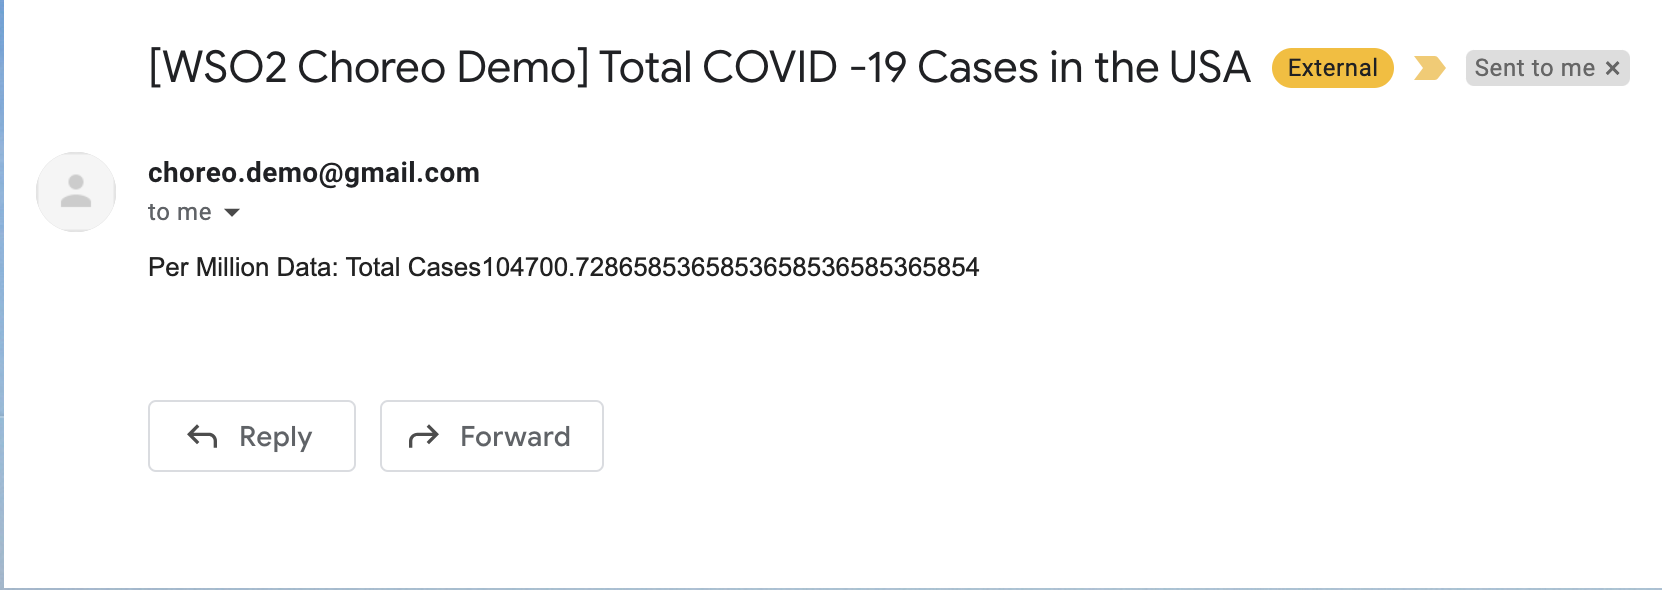 [WSO2 Choreo Demo] Total COVID -19 Cases in the USA External Sent to me ×
choreo.demo@gmail.com
to me
Per Million Data: Total Cases104700.72865853658536585365853654
Reply Forward